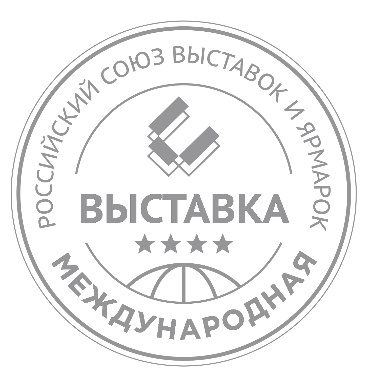 РОССИЙСКИЙ СОЮЗ ВЫСТАВОК И ЯРМАРОК
ВЫСТАВКА
МЕЖДУНАРОДНАЯ